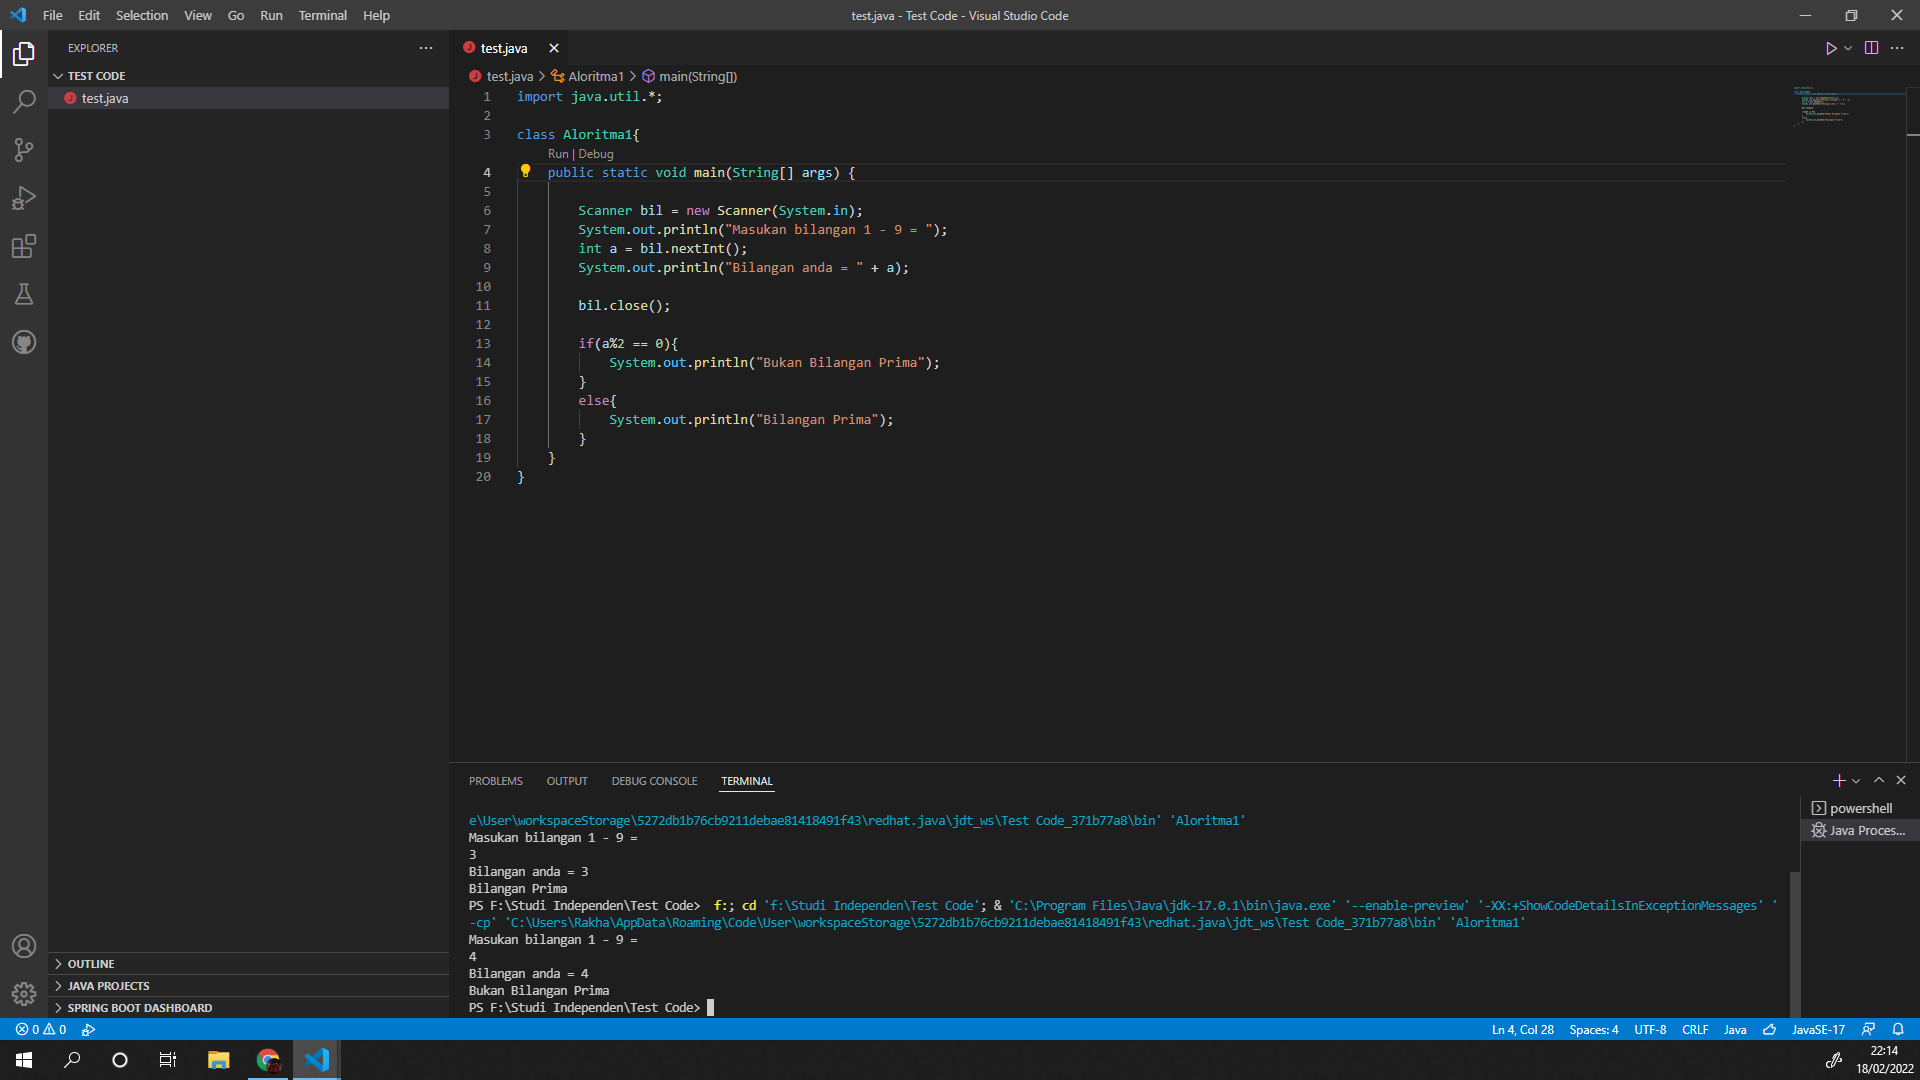 File Edit Selection View Go Run Terminal Help
test.java - Test Code - Visual Studio Code
EXPLORER
TEST CODE
test.java
OUTLINE
JAVA PROJECTS
SPRING BOOT DASHBOARD
test.java
test.java > Aloritma1 > main(String[])
1 import java.util.*;
2
3 class Aloritma1{
Run | Debug
4 public static void main(String[] args) {
5
6 Scanner bil = new Scanner(System.in);
7 System.out.println("Masukan bilangan 1 - 9 = ");
8 int a = bil.nextInt();
9 System.out.println("Bilangan anda = " + a);
10
11 bil.close();
12
13 if(a%2 == 0){
14 System.out.println("Bukan Bilangan Prima");
15 }
16 else{
17 System.out.println("Bilangan Prima");
18 }
19 }
20 }
PROBLEMS OUTPUT DEBUG CONSOLE TERMINAL
e\User\workspaceStorage\5272db1b76cb9211debae81418491f43\redhat.java\jdt_ws\Test Code_371b77a8\bin' 'Aloritma1'
Masukan bilangan 1 - 9 =
3
Bilangan anda = 3
Bilangan Prima
PS F:\Studi Independen\Test Code> f:; cd 'f:\Studi Independen\Test Code'; & 'C:\Program Files\Java\jdk-17.0.1\bin\java.exe' '--enable-preview' '-XX:+ShowCodeDetailsInExceptionMessages' '
-cp' 'C:\Users\Rakha\AppData\Roaming\Code\User\workspaceStorage\5272db1b76cb9211debae81418491f43\redhat.java\jdt_ws\Test Code_371b77a8\bin' 'Aloritma1'
Masukan bilangan 1 - 9 =
4
Bilangan anda = 4
Bukan Bilangan Prima
PS F:\Studi Independen\Test Code>
powershell
Java Proces...
0 0
Ln 4, Col 28 Spaces: 4 UTF-8 CRLF Java JavaSE-17
22:14
18/02/2022